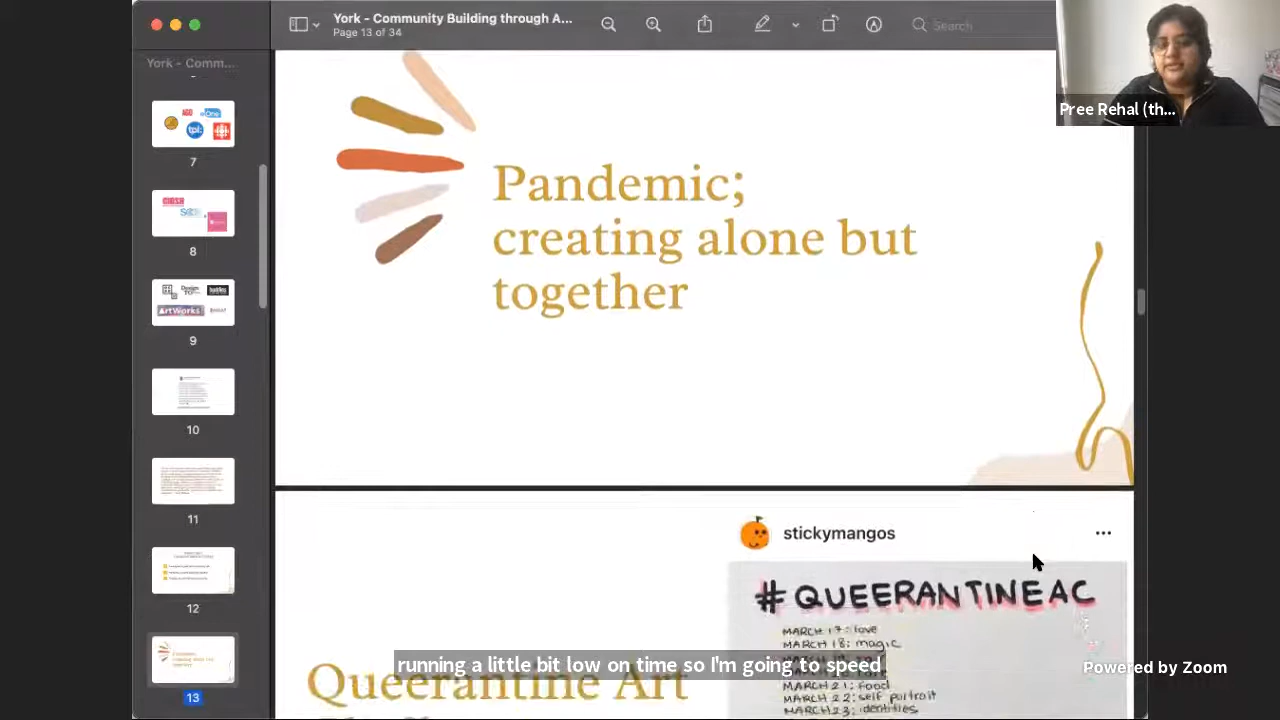 York - Community Building through A...
Page 13 of 34
Search
York - Comm...
7
8
9
ArtWorks
10
11
12
13
Pandemic;
creating alone but
together
stickymangos
#QUEERANTINEAC
MARCH 17: love
MARCH 18: magic
MARCH 21: Food
MARCH 22: self portrait
MARCH 23: identities
Queerantine Art
running a little bit low on time so I'm going to speed
Pree Rehal (th...
Powered by Zoom